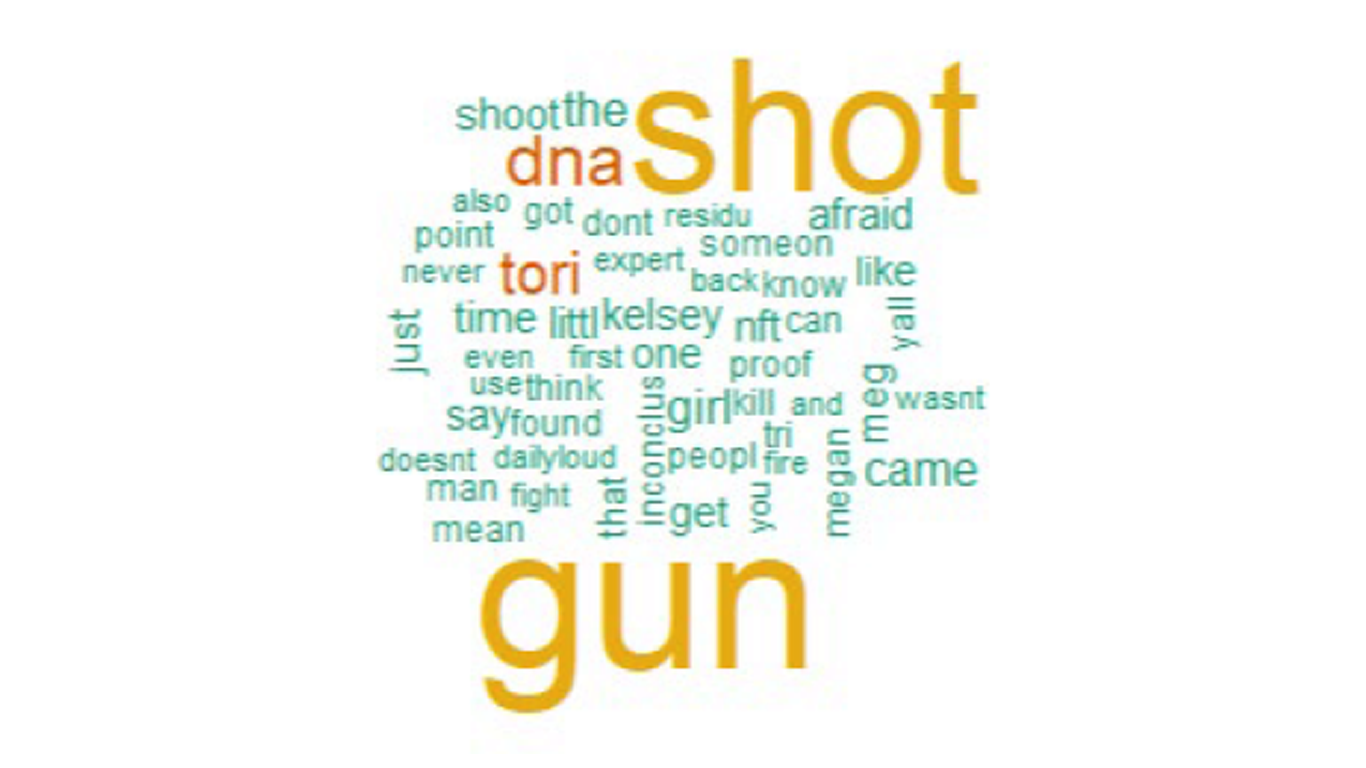 shoot the shot
dna
also got dont residu afraid
point someon
never tori expert back know like
just time littl kelsey nft can yall
even first one proof
use think inconclus girl kill and meg wasnt
say found tri
doesnt dailyloud peopl fire megan came
man fight that get you
mean
gun